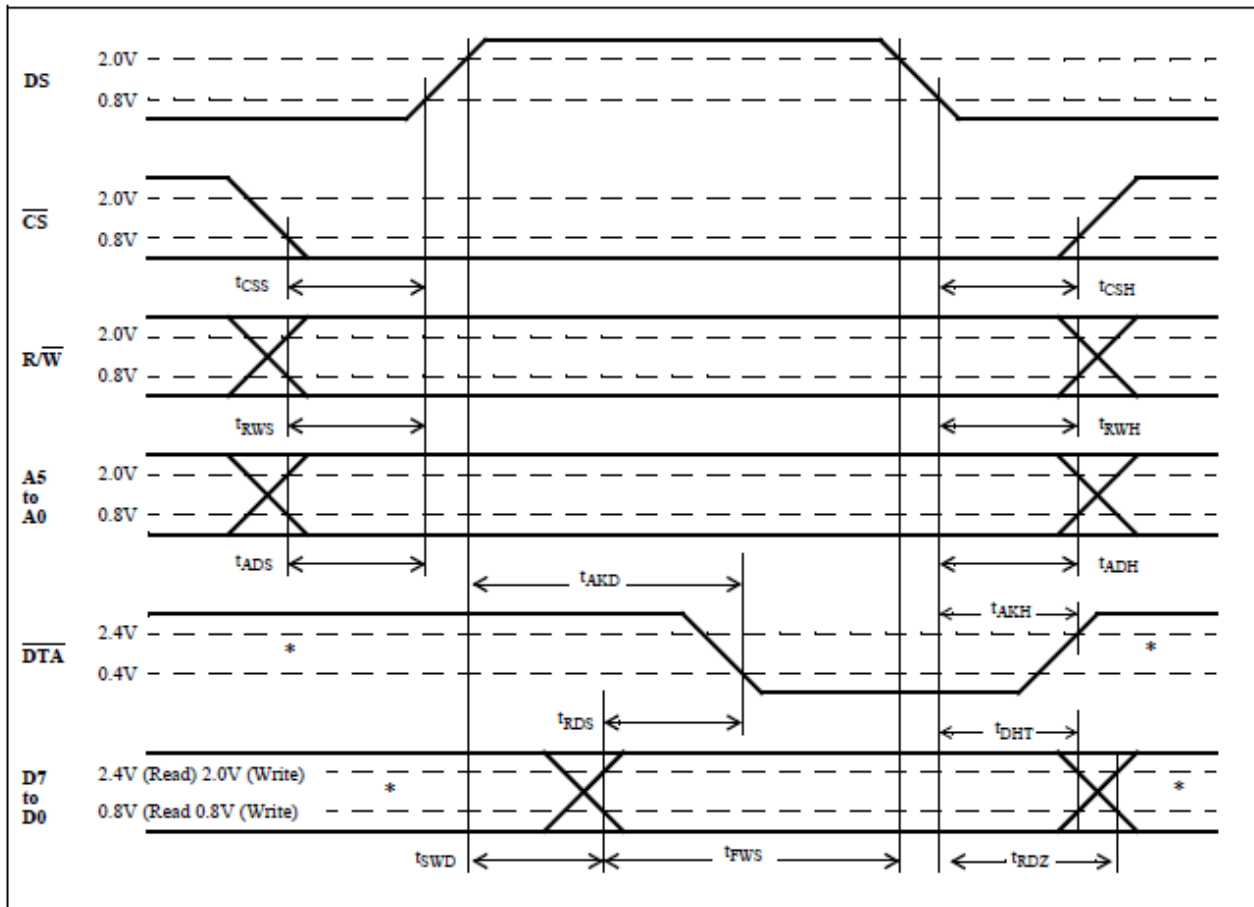 DS
2.0V
0.8V
CS
2.0V
0.8V
tCSS
tCSH
R/W
2.0V
0.8V
tRWS
tRWH
A5
to
A0
2.0V
0.8V
tADS
tADH
tAKD
tAKH
DTA
2.4V
*
*
0.4V
tRDS
tDHT
D7
to
D0
2.4V (Read) 2.0V (Write)
*
*
0.8V (Read 0.8V (Write)
tSWD
tFWS
tRDZ